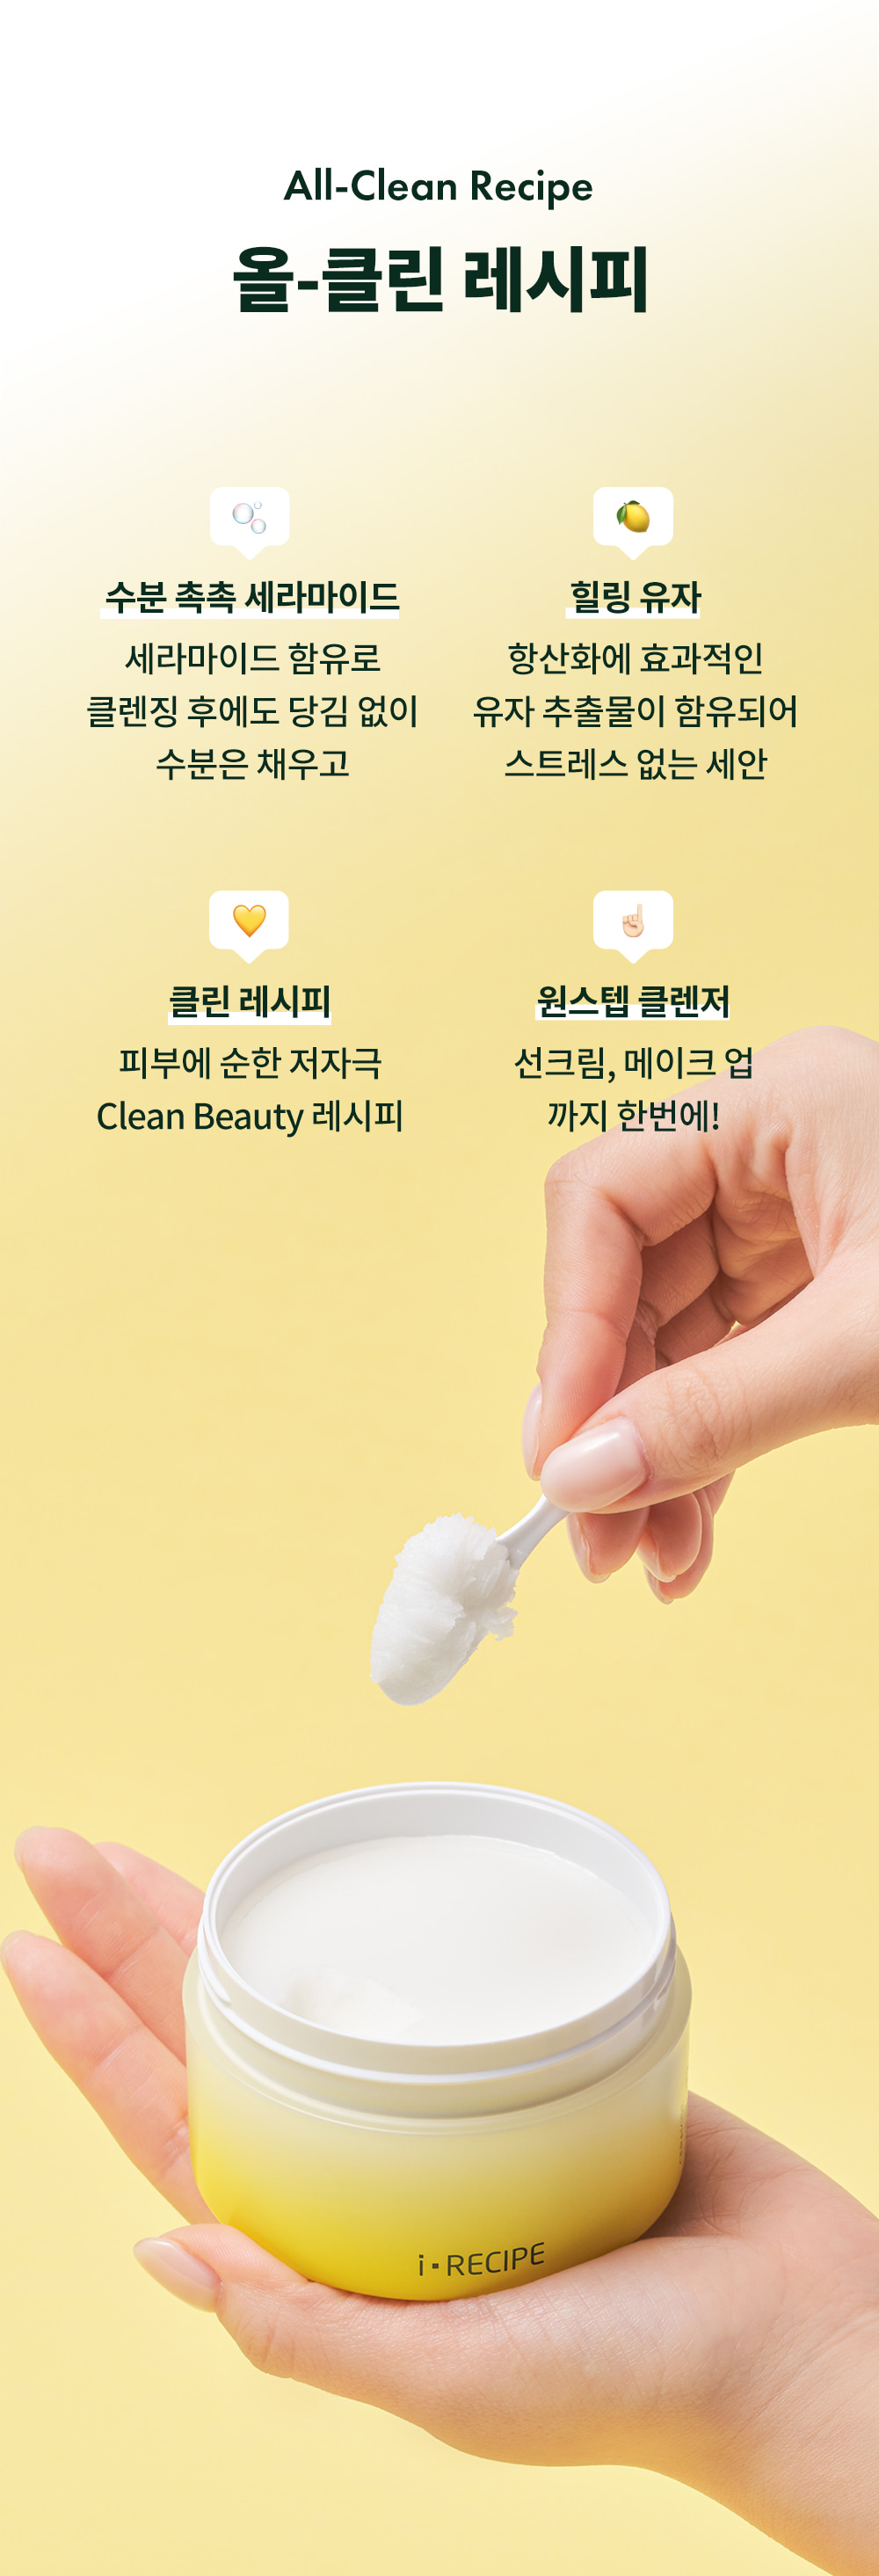 All-Clean Recipe
올-클린 레시피
수분 촉촉 세라마이드
세라마이드 함유로
클렌징 후에도 당김 없이
수분은 채우고
힐링 유자
항산화에 효과적인
유자 추출물이 함유되어
스트레스 없는 세안
클린 레시피
피부에 순한 저자극
Clean Beauty 레시피
원스텝 클렌저
선크림, 메이크 업
까지 한번에!
i·RECIPE